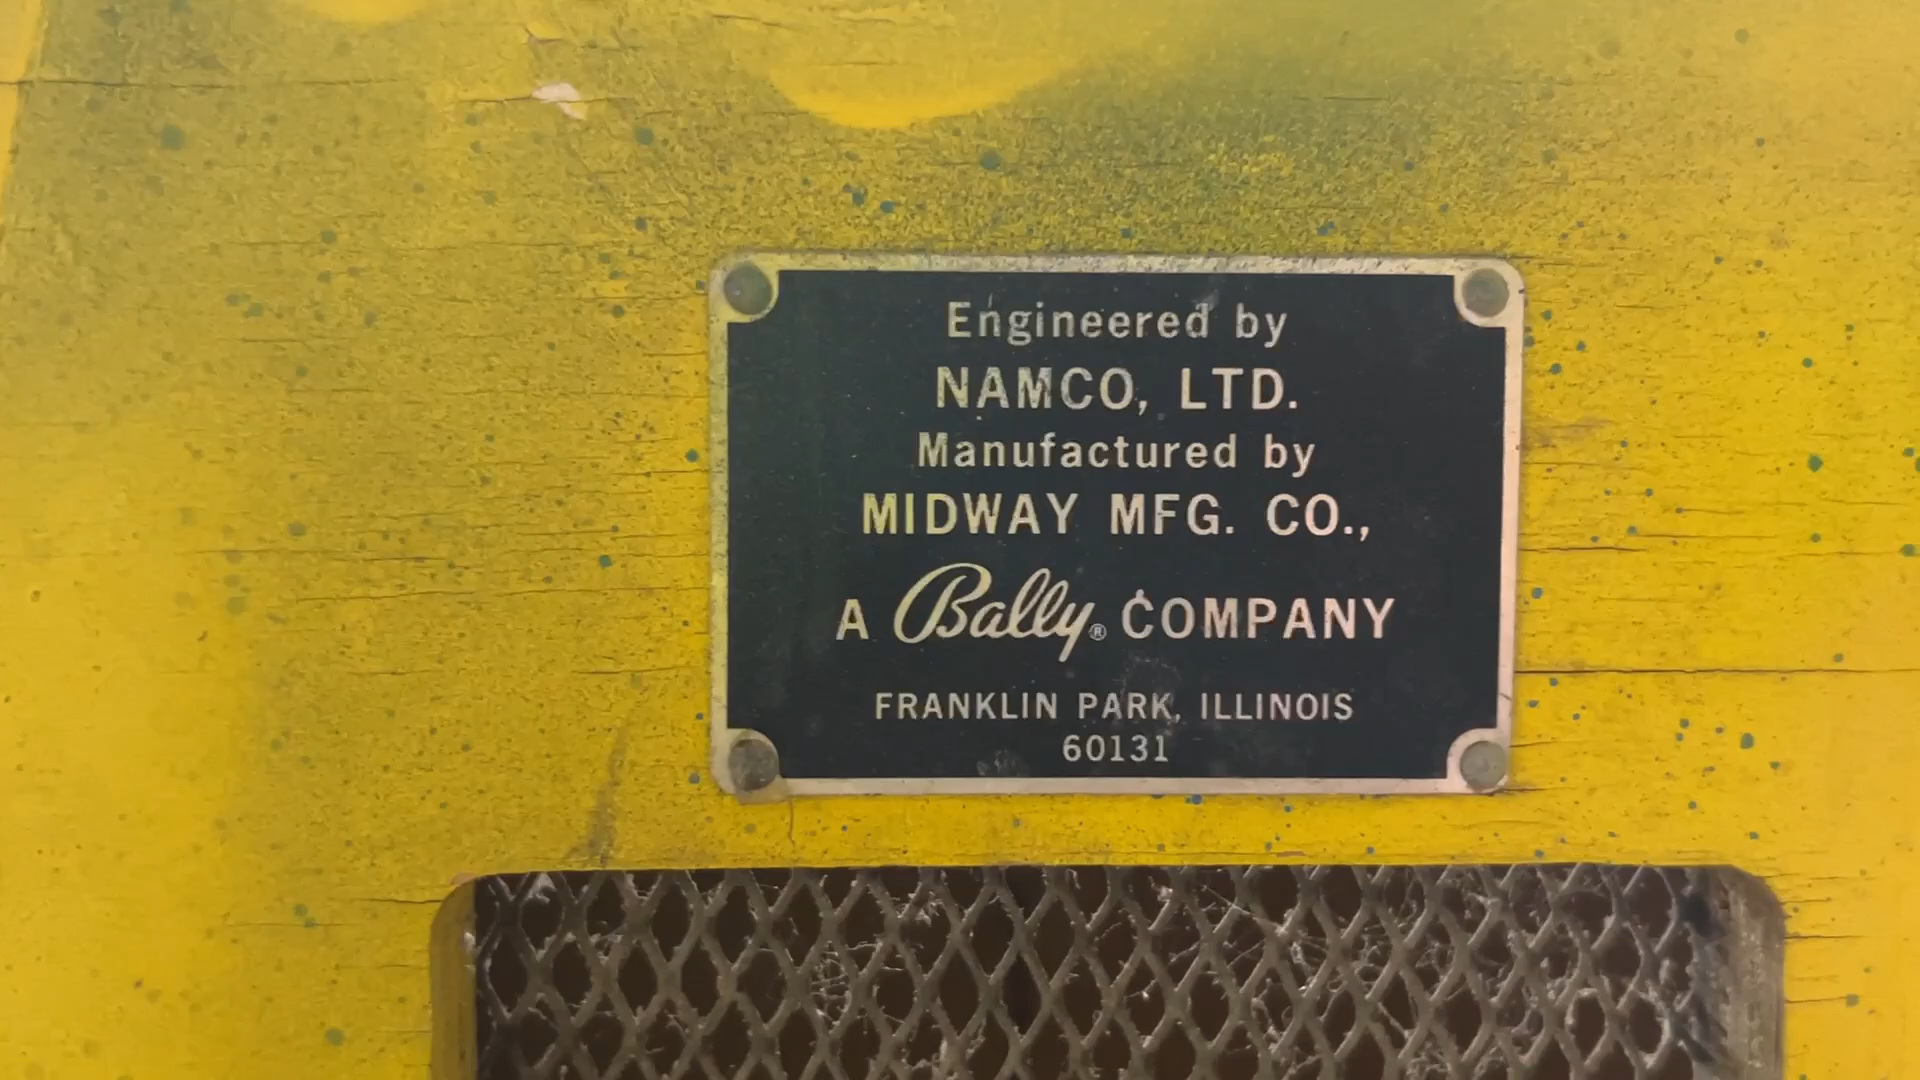 Engineered by
NAMCO, LTD.
Manufactured by
MIDWAY MFG. CO.,
A Bally® COMPANY
FRANKLIN PARK, ILLINOIS
60131